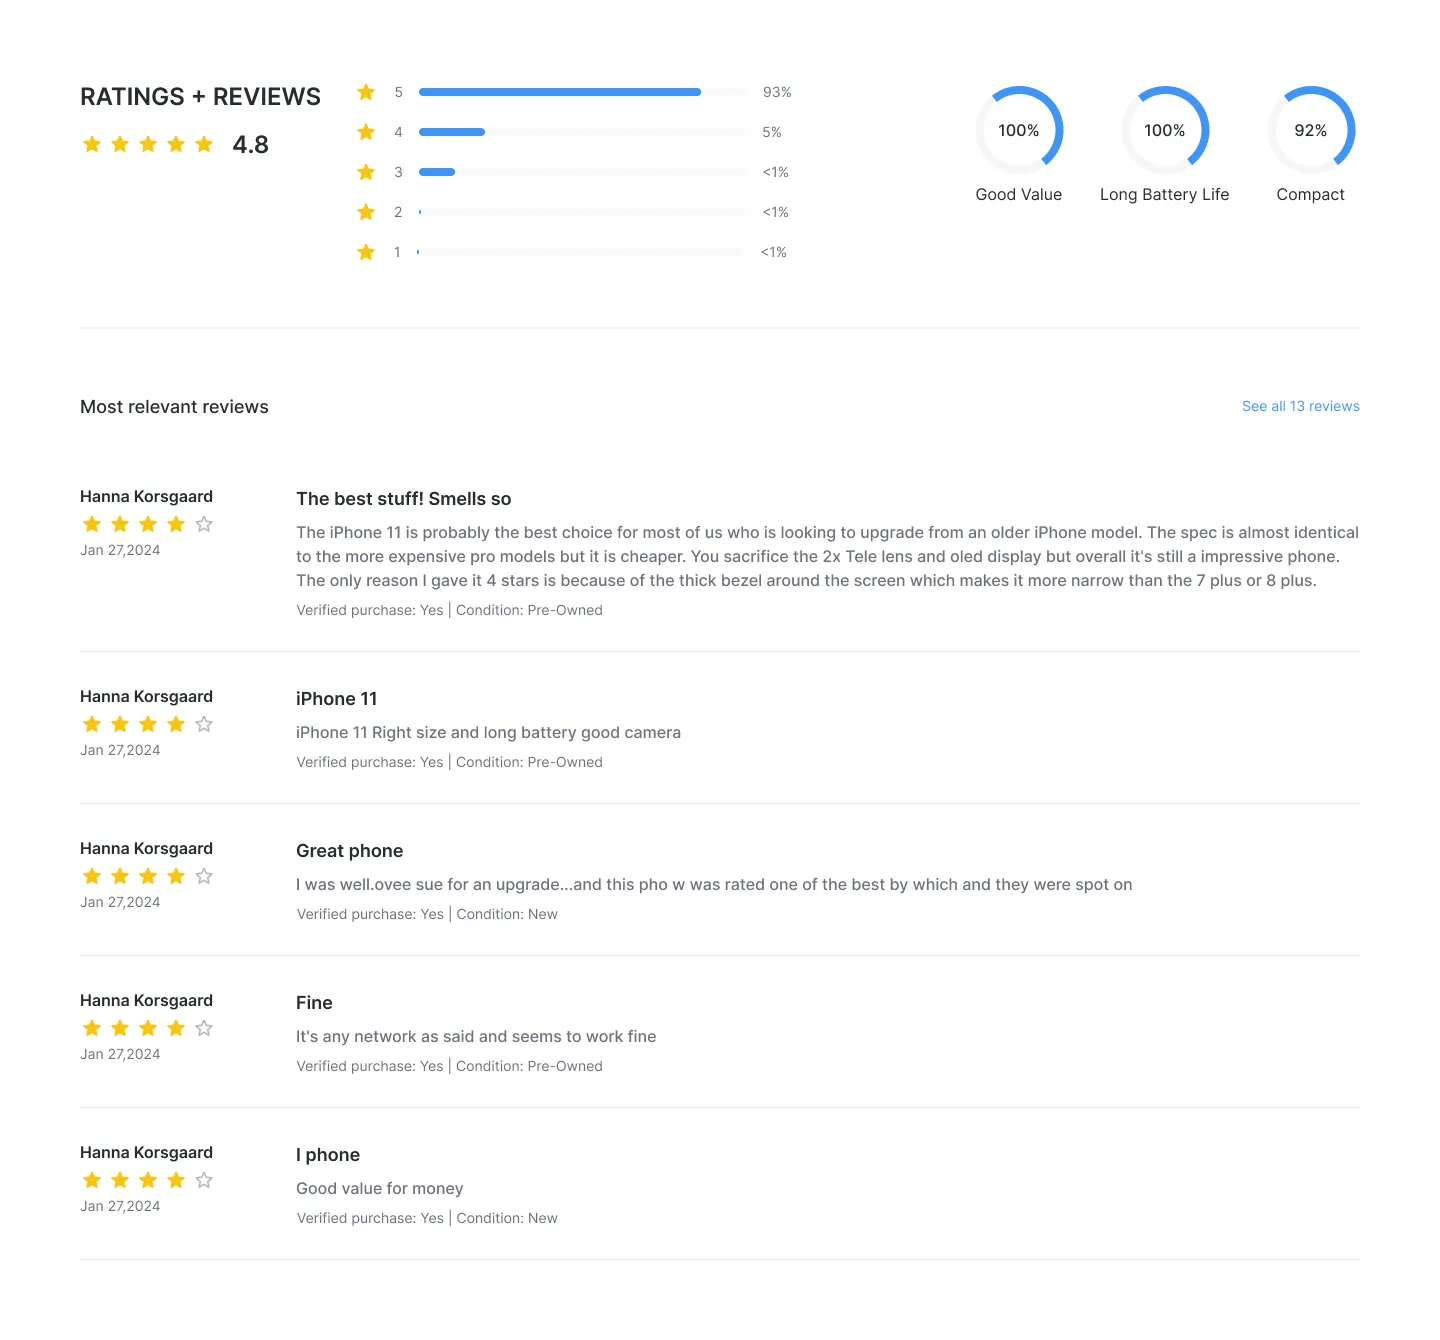 RATINGS + REVIEWS
4.8
5 93%
4 5%
3 <1%
2 <1%
1 <1%
100%
Good Value
100%
Long Battery Life
92%
Compact
Most relevant reviews
See all 13 reviews
Hanna Korsgaard
Jan 27,2024
The best stuff! Smells so
The iPhone 11 is probably the best choice for most of us who is looking to upgrade from an older iPhone model. The spec is almost identical
to the more expensive pro models but it is cheaper. You sacrifice the 2x Tele lens and oled display but overall it's still a impressive phone.
The only reason I gave it 4 stars is because of the thick bezel around the screen which makes it more narrow than the 7 plus or 8 plus.
Verified purchase: Yes | Condition: Pre-Owned
Hanna Korsgaard
Jan 27,2024
iPhone 11
iPhone 11 Right size and long battery good camera
Verified purchase: Yes | Condition: Pre-Owned
Hanna Korsgaard
Jan 27,2024
Great phone
I was well.ovee sue for an upgrade...and this pho w was rated one of the best by which and they were spot on
Verified purchase: Yes | Condition: New
Hanna Korsgaard
Jan 27,2024
Fine
It's any network as said and seems to work fine
Verified purchase: Yes | Condition: Pre-Owned
Hanna Korsgaard
Jan 27,2024
I phone
Good value for money
Verified purchase: Yes | Condition: New